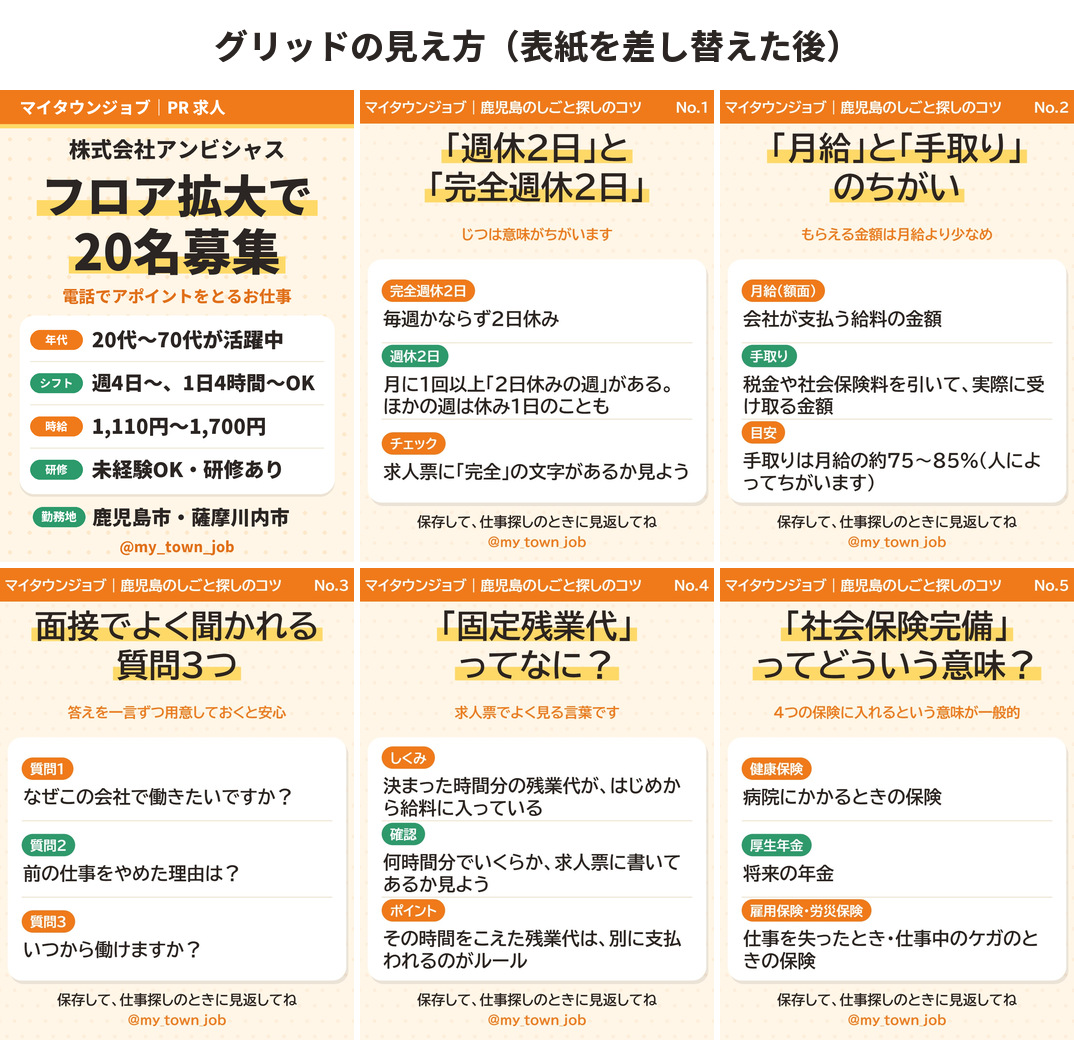 グリッドの見え方（表紙を差し替えた後）
マイタウンジョブ｜PR 求人
株式会社アンビシャス
フロア拡大で
20名募集
電話でアポイントをとるお仕事
年代 20代〜70代が活躍中
シフト 週4日〜、1日4時間〜OK
時給 1,110円〜1,700円
研修 未経験OK・研修あり
勤務地 鹿児島市・薩摩川内市
@my_town_job
マイタウンジョブ｜鹿児島のしごと探しのコツ No.1
「週休2日」と
「完全週休2日」
じつは意味がちがいます
完全週休2日
毎週かならず2日休み
週休2日
月に1回以上「2日休みの週」がある。
ほかの週は休み1日のことも
チェック
求人票に「完全」の文字があるか見よう
保存して、仕事探しのときに見返してね
@my_town_job
マイタウンジョブ｜鹿児島のしごと探しのコツ No.2
「月給」と「手取り」
のちがい
もらえる金額は月給より少なめ
月給（額面）
会社が支払う給料の金額
手取り
税金や社会保険料を引いて、実際に受
け取る金額
目安
手取りは月給の約75〜85%（人によ
ってちがいます）
保存して、仕事探しのときに見返してね
@my_town_job
マイタウンジョブ｜鹿児島のしごと探しのコツ No.3
面接でよく聞かれる
質問3つ
答えを一言ずつ用意しておくと安心
質問1
なぜこの会社で働きたいですか？
質問2
前の仕事をやめた理由は？
質問3
いつから働けますか？
保存して、仕事探しのときに見返してね
@my_town_job
マイタウンジョブ｜鹿児島のしごと探しのコツ No.4
「固定残業代」
ってなに？
求人票でよく見る言葉です
しくみ
決まった時間分の残業代が、はじめか
ら給料に入っている
確認
何時間分でいくらか、求人票に書いて
あるか見よう
ポイント
その時間をこえた残業代は、別に支払
われるのがルール
保存して、仕事探しのときに見返してね
@my_town_job
マイタウンジョブ｜鹿児島のしごと探しのコツ No.5
「社会保険完備」
ってどういう意味？
4つの保険に入れるという意味が一般的
健康保険
病院にかかるときの保険
厚生年金
将来の年金
雇用保険・労災保険
仕事を失ったとき・仕事中のケガのと
きの保険
保存して、仕事探しのときに見返してね
@my_town_job